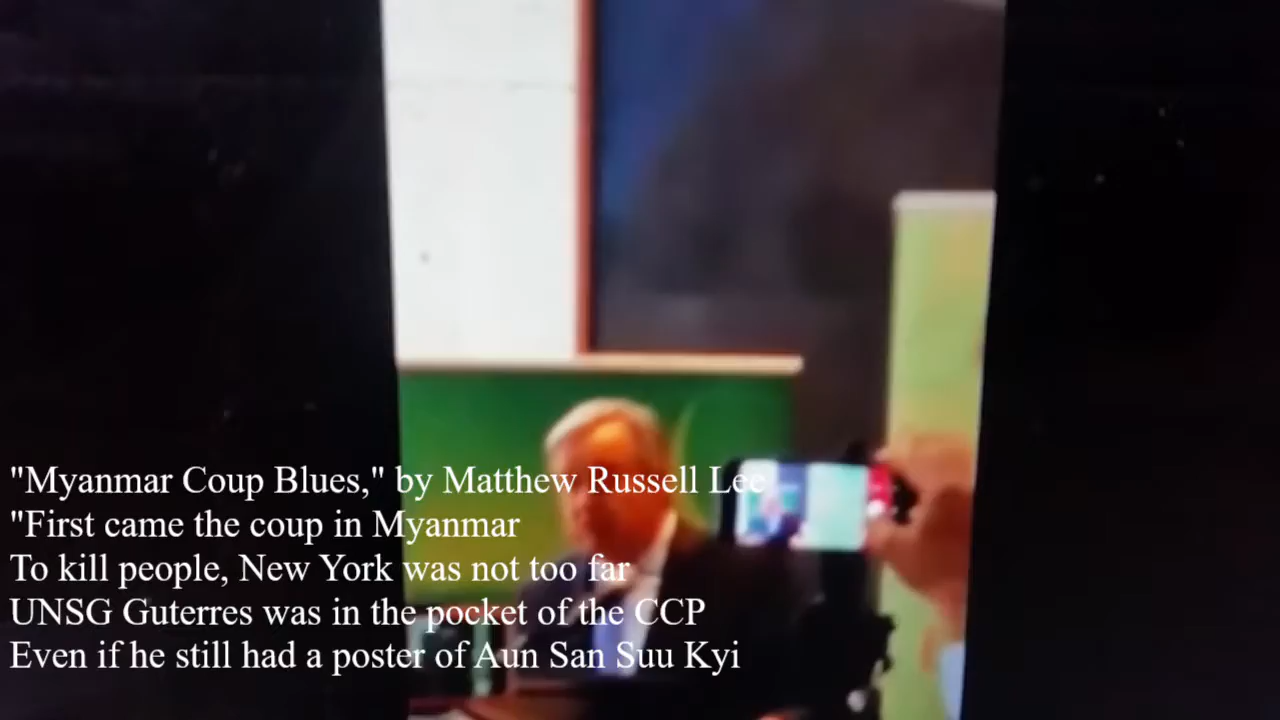 "Myanmar Coup Blues," by Matthew Russell Lee
"First came the coup in Myanmar
To kill people, New York was not too far
UNSG Guterres was in the pocket of the CCP
Even if he still had a poster of Aun San Suu Kyi